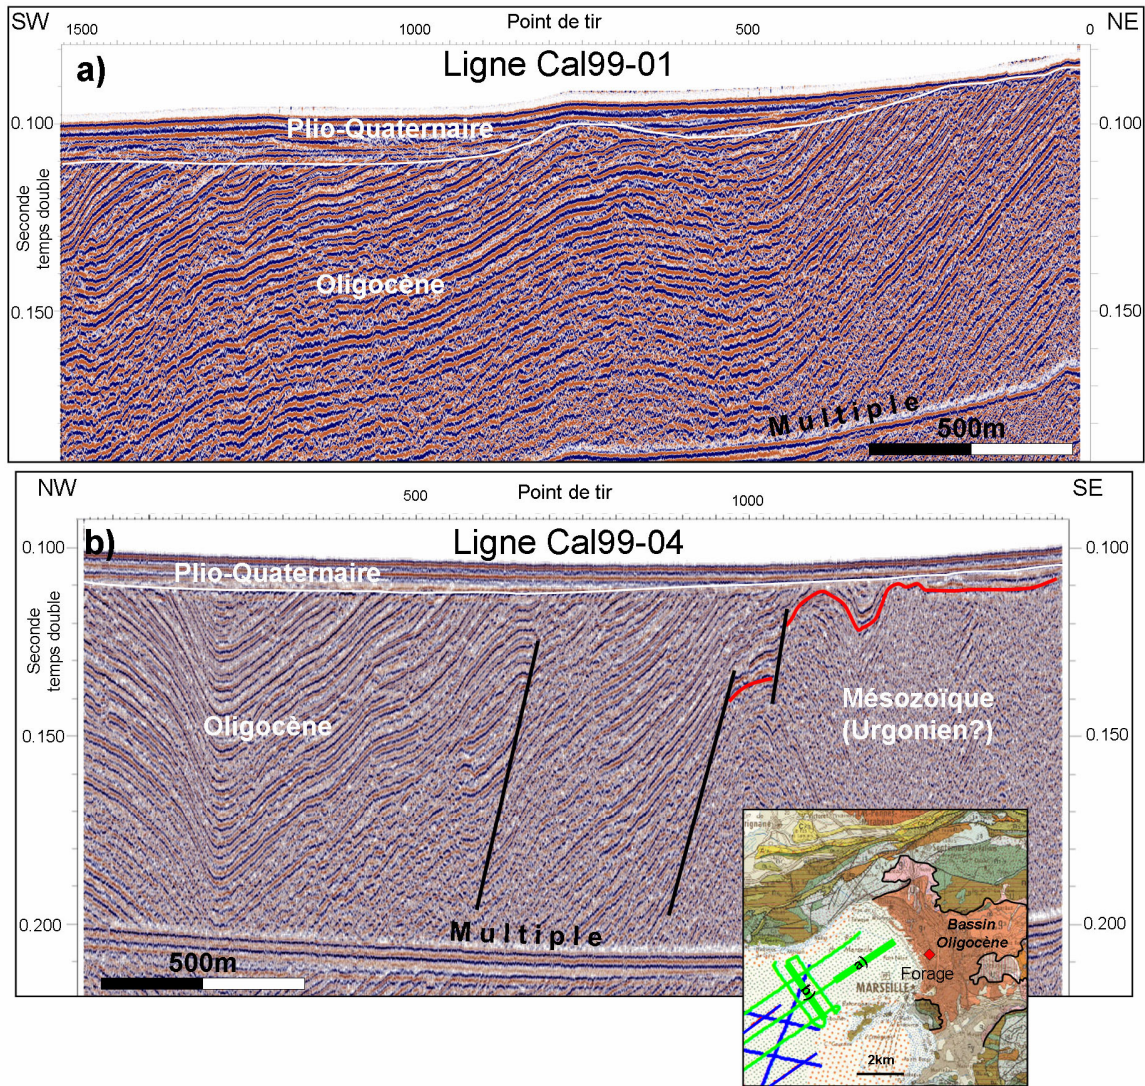 SW
1500
Point de tir
1000
500
NE
0
a)
Ligne Cal99-01
0.100
Plio-Quaternaire
0.100
Seconde
temps double
Oligocène
0.150
0.150
Multiple
500m
NW
500
Point de tir
1000
SE
b)
Ligne Cal99-04
0.100
0.100
Plio-Quaternaire
Seconde
temps double
Oligocène
Mésozoïque
(Urgonien?)
0.150
0.150
0.200
Multiple
0.200
500m
Bassin
Oligocène
a)
Forage
b)
MARSEILLE
2km